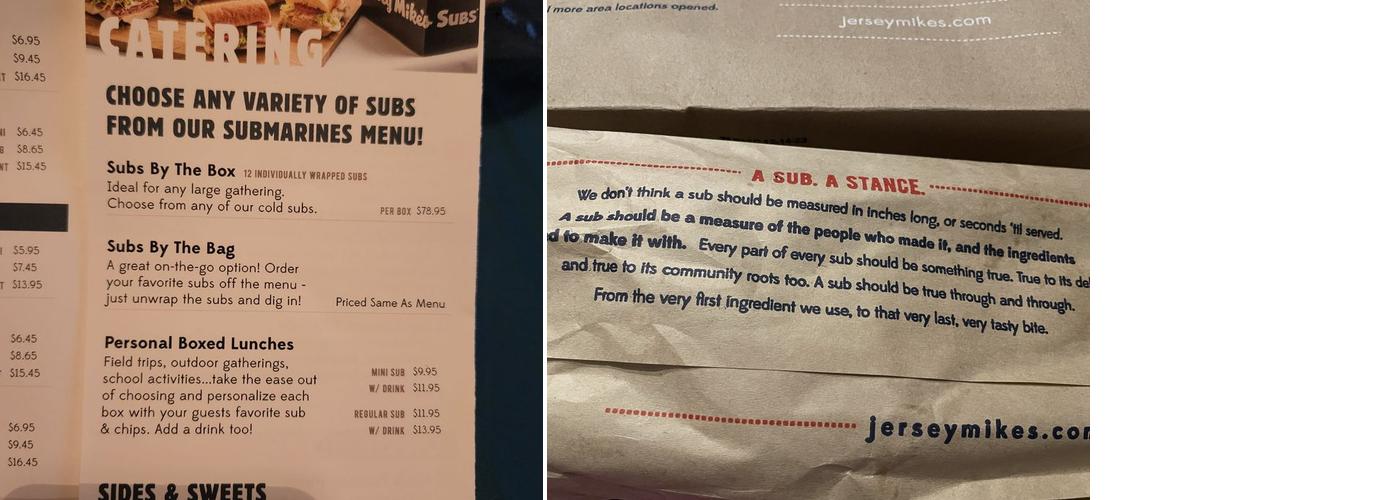 $6.95
$9.45
$16.45
$6.45
$8.65
$15.45
$5.95
$7.45
$13.95
$6.45
$8.65
$15.45
$6.95
$9.45
$16.45
Mike's SUBS
CATERING
CHOOSE ANY VARIETY OF SUBS
FROM OUR SUBMARINES MENU!
Subs By The Box 12 INDIVIDUALLY WRAPPED SUBS
Ideal for any large gathering.
Choose from any of our cold subs. PER BOX $78.95
Subs By The Bag
A great on-the-go option! Order
your favorite subs off the menu -
just unwrap the subs and dig in! Priced Same As Menu
Personal Boxed Lunches
Field trips, outdoor gatherings,
school activities...take the ease out
of choosing and personalize each
box with your guests favorite sub
& chips. Add a drink too!
MINI SUB $9.95
W/ DRINK $11.95
REGULAR SUB $11.95
W/ DRINK $13.95
SIDES & SWEETS
more area locations opened.
jerseymikes.com
A SUB. A STANCE.
We don't think a sub should be measured in inches long, or seconds 'til served.
A sub should be a measure of the people who made it, and the ingredients
to make it with. Every part of every sub should be something true. True to its
and true to its community roots too. A sub should be true through and through.
From the very first ingredient we use, to that very last, very tasty bite.
jerseymikes.com